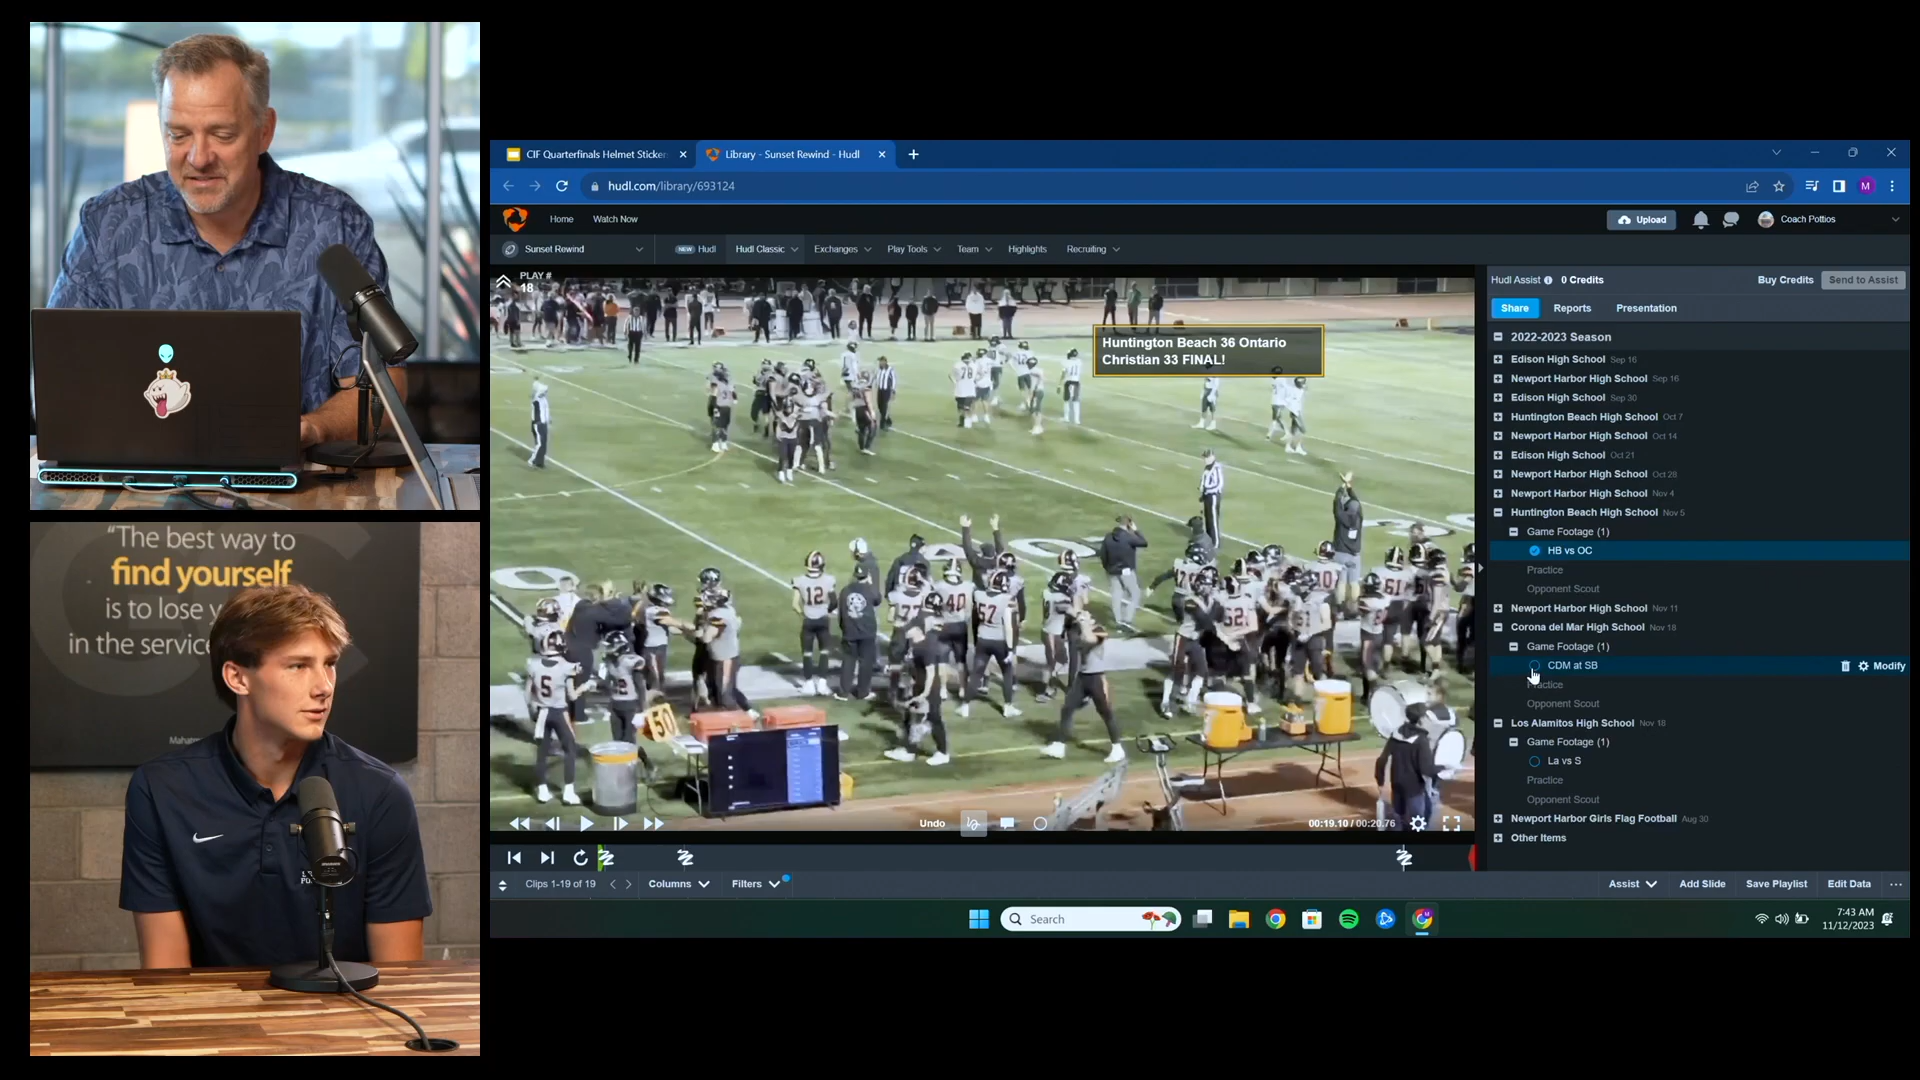 CIF Quarterfinals Helmet Sticker
Library - Sunset Rewind - Hudl
hudl.com/library/693124
M
Home
Watch Now
Upload
Coach Pottios
Sunset Rewind
NEW Hudl
Hudl Classic
Exchanges
Play Tools
Team
Highlights
Recruiting
PLAY #
18
Huntington Beach 36 Ontario
Christian 33 FINAL!
Hudl Assist
0 Credits
Buy Credits
Send to Assist
Share
Reports
Presentation
2022-2023 Season
Edison High School Sep 16
Newport Harbor High School Sep 16
Edison High School Sep 30
Huntington Beach High School Oct 7
Newport Harbor High School Oct 14
Edison High School Oct 21
Newport Harbor High School Oct 28
Newport Harbor High School Nov 4
Huntington Beach High School Nov 5
Game Footage (1)
HB vs OC
Practice
Opponent Scout
Newport Harbor High School Nov 11
Corona del Mar High School Nov 18
Game Footage (1)
CDM at SB
Modify
Practice
Opponent Scout
Los Alamitos High School Nov 18
Game Footage (1)
La vs S
Practice
Opponent Scout
Newport Harbor Girls Flag Football Aug 30
Other Items
12
40
57
62
51
5
50
Undo
00:19.10 / 00:20.76
Clips 1-19 of 19
Columns
Filters
Assist
Add Slide
Save Playlist
Edit Data
Search
7:43 AM
11/12/2023
“The best way to
find yourself
is to lose
in the service